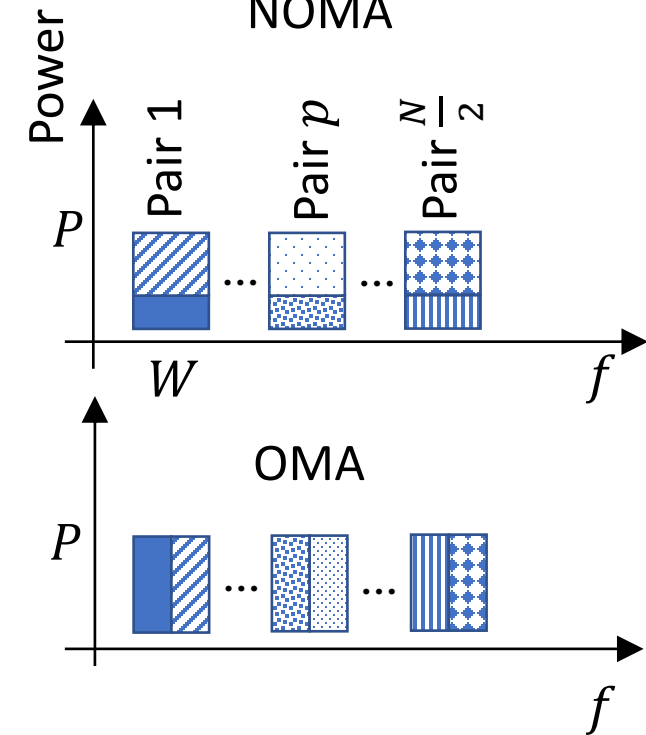 NOMA
Power
Pair 1
Pair p
Pair N/2
P
... ...
W
f
OMA
P
... ...
f